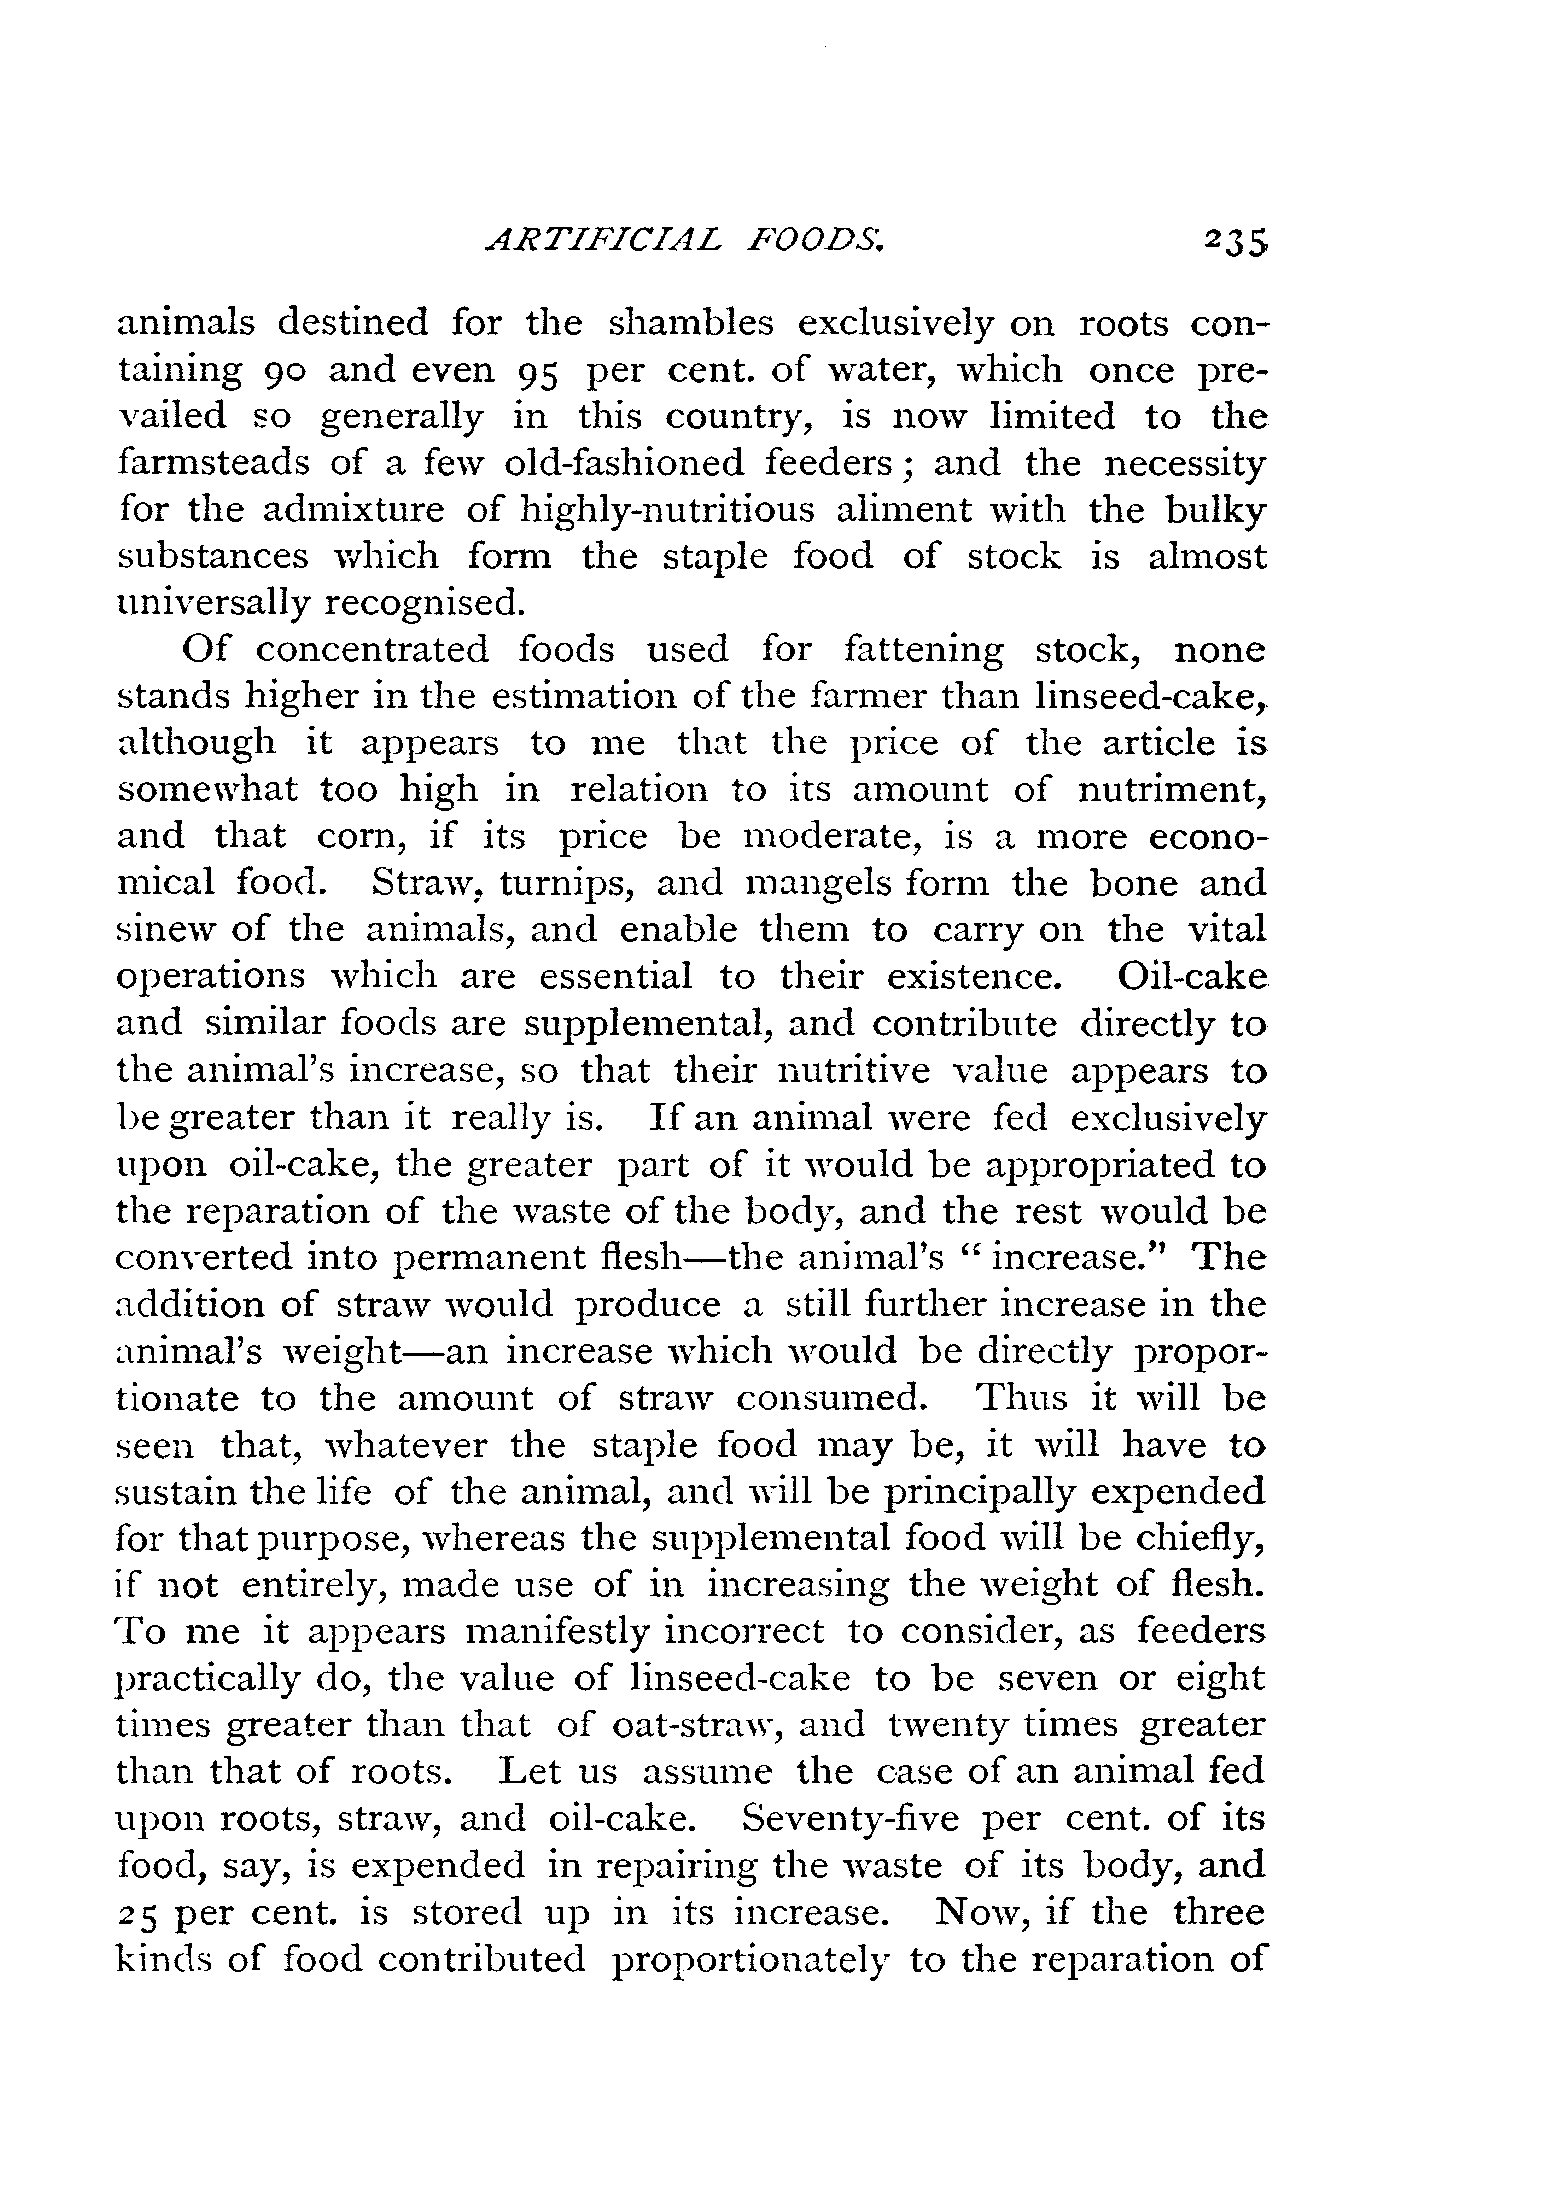 ARTIFICIAL FOODS. 235
animals destined for the shambles exclusively on roots con-
taining 90 and even 95 per cent. of water, which once pre-
vailed so generally in this country, is now limited to the
farmsteads of a few old-fashioned feeders ; and the necessity
for the admixture of highly-nutritious aliment with the bulky
substances which form the staple food of stock is almost
universally recognised.
Of concentrated foods used for fattening stock, none
stands higher in the estimation of the farmer than linseed-cake,
although it appears to me that the price of the article is
somewhat too high in relation to its amount of nutriment,
and that corn, if its price be moderate, is a more econo-
mical food. Straw, turnips, and mangels form the bone and
sinew of the animals, and enable them to carry on the vital
operations which are essential to their existence. Oil-cake
and similar foods are supplemental, and contribute directly to
the animal's increase, so that their nutritive value appears to
be greater than it really is. If an animal were fed exclusively
upon oil-cake, the greater part of it would be appropriated to
the reparation of the waste of the body, and the rest would be
converted into permanent flesh—the animal's “ increase.” The
addition of straw would produce a still further increase in the
animal's weight—an increase which would be directly propor-
tionate to the amount of straw consumed. Thus it will be
seen that, whatever the staple food may be, it will have to
sustain the life of the animal, and will be principally expended
for that purpose, whereas the supplemental food will be chiefly,
if not entirely, made use of in increasing the weight of flesh.
To me it appears manifestly incorrect to consider, as feeders
practically do, the value of linseed-cake to be seven or eight
times greater than that of oat-straw, and twenty times greater
than that of roots. Let us assume the case of an animal fed
upon roots, straw, and oil-cake. Seventy-five per cent. of its
food, say, is expended in repairing the waste of its body, and
25 per cent. is stored up in its increase. Now, if the three
kinds of food contributed proportionately to the reparation of